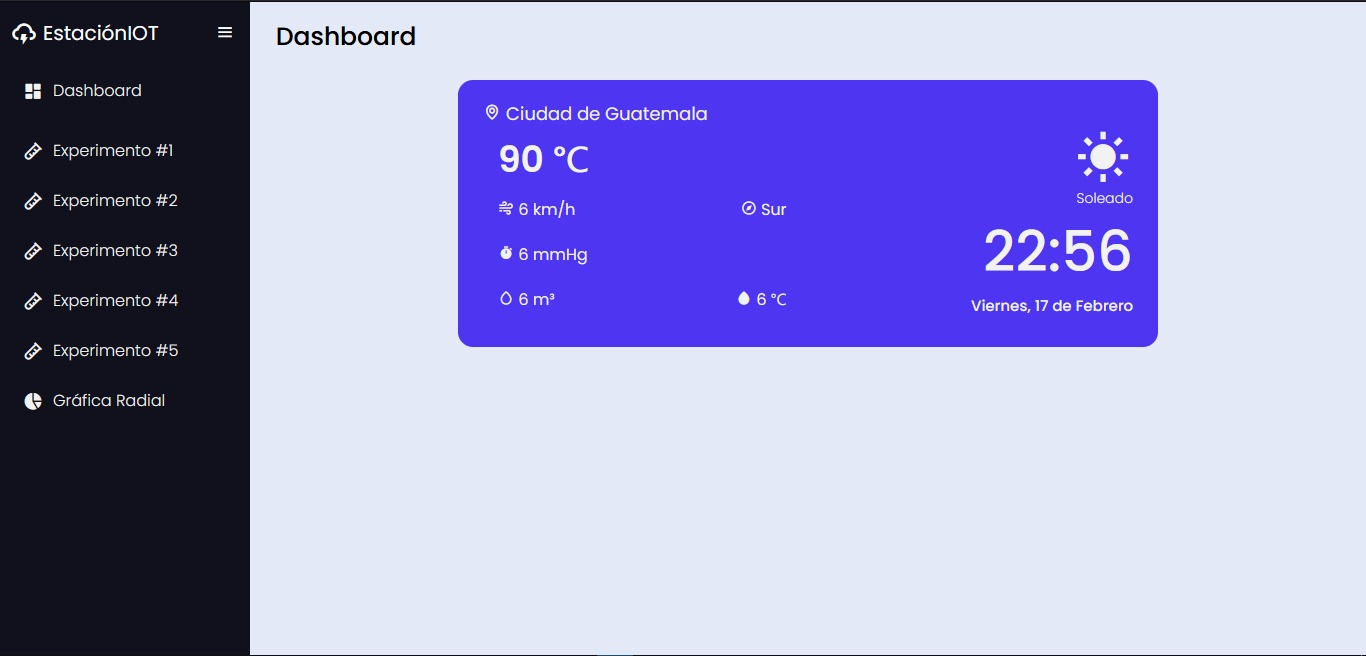 EstaciónIOT
Dashboard
Experimento #1
Experimento #2
Experimento #3
Experimento #4
Experimento #5
Gráfica Radial
Dashboard
Ciudad de Guatemala
90 °C
6 km/h
Sur
6 mmHg
6 m³
6 °C
Soleado
22:56
Viernes, 17 de Febrero